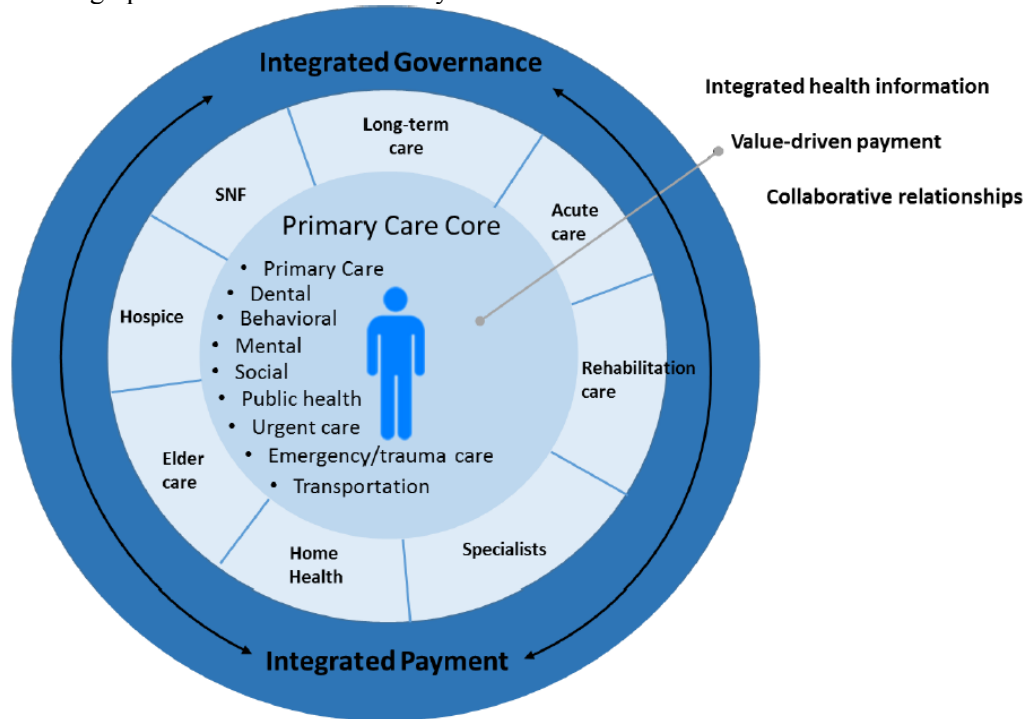 Integrated Governance
Integrated health information
Value-driven payment
Collaborative relationships
Long-term
care
SNF
Acute
care
Primary Care Core
• Primary Care
• Dental
• Behavioral
• Mental
• Social
• Public health
• Urgent care
• Emergency/trauma care
• Transportation
Hospice
Rehabilitation
care
Elder
care
Home
Health
Specialists
Integrated Payment